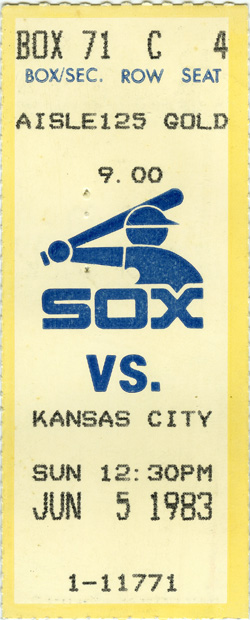 BOX 71 C 4
BOX/SEC. ROW SEAT
AISLE125 GOLD
9.00
SOX
VS.
KANSAS CITY
SUN 12:30PM
JUN 5 1983
1-11771